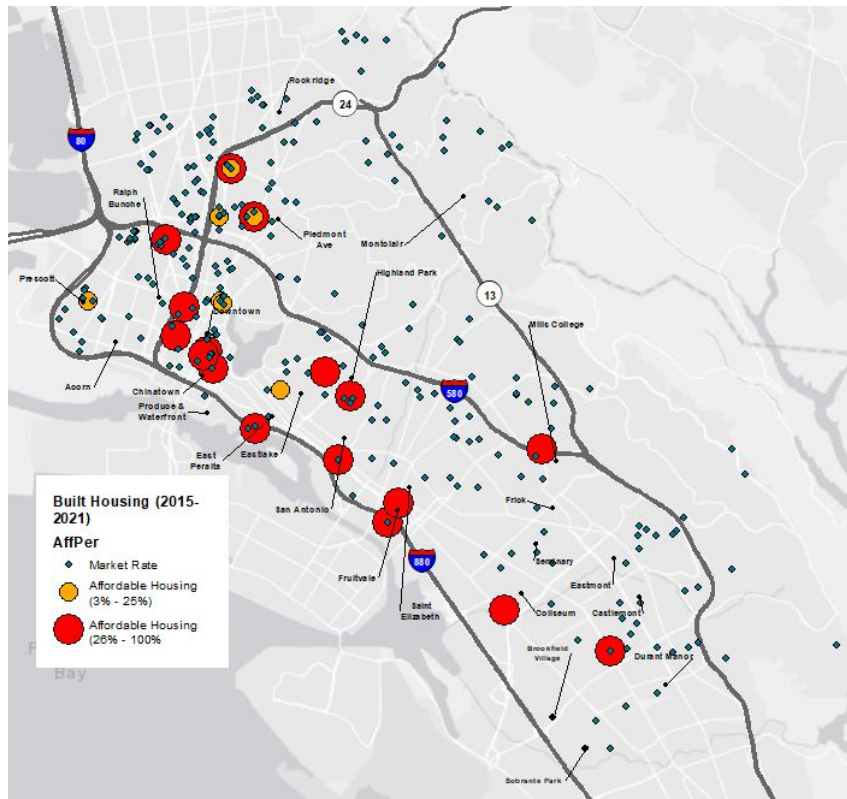 Rookridge
24
80
Ralph
Bunche
Piedmont
Ave
Montolair
Prescott
Highland Park
13
Downtown
Mills College
Acorn
Chinatown
Produce &
Waterfront
580
East
Peralta
Eastlake
San Antonio
Frick
Built Housing (2015-
2021)
AffPer
Market Rate
Affordable Housing
(3% - 25%)
Affordable Housing
(26% - 100%
880
Fruitvale
Saint
Elizabeth
Seminary
Eastmont
Coliseum
Castlemont
Brookfield
Village
Durant Manor
Bay
Sobrante Park